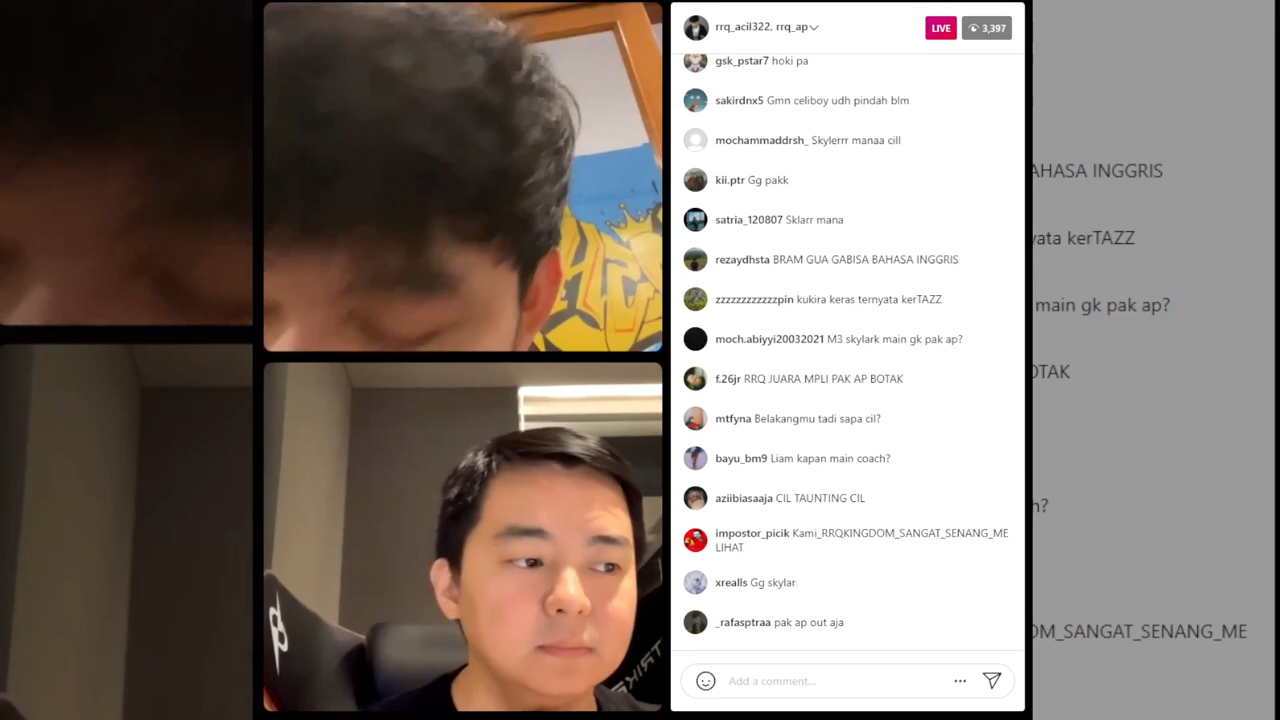 rrq_acil322, rrq_ap
LIVE
3,397
gsk_pstar7 hoki pa
sakirdnx5 Gmn celiboy udh pindah blm
mochammaddrsh_ Skylerrr manaa cill
kii.ptr Gg pakk
satria_120807 Sklarr mana
rezaydhsta BRAM GUA GABISA BAHASA INGGRIS
zzzzzzzzzzzzpin kukira keras ternyata kerTAZZ
moch.abiyyi20032021 M3 skylark main gk pak ap?
f.26jr RRQ JUARA MPLI PAK AP BOTAK
mtfyna Belakangmu tadi sapa cil?
bayu_bm9 Liam kapan main coach?
aziibiasaaja CIL TAUNTING CIL
impostor_picik Kami_RRQKINGDOM_SANGAT_SENANG_ME
LIHAT
xrealls Gg skylar
_rafasptraa pak ap out aja
Add a comment...
AHASA INGGRIS
yata kerTAZZ
main gk pak ap?
OTAK
h?
OM_SANGAT_SENANG_ME